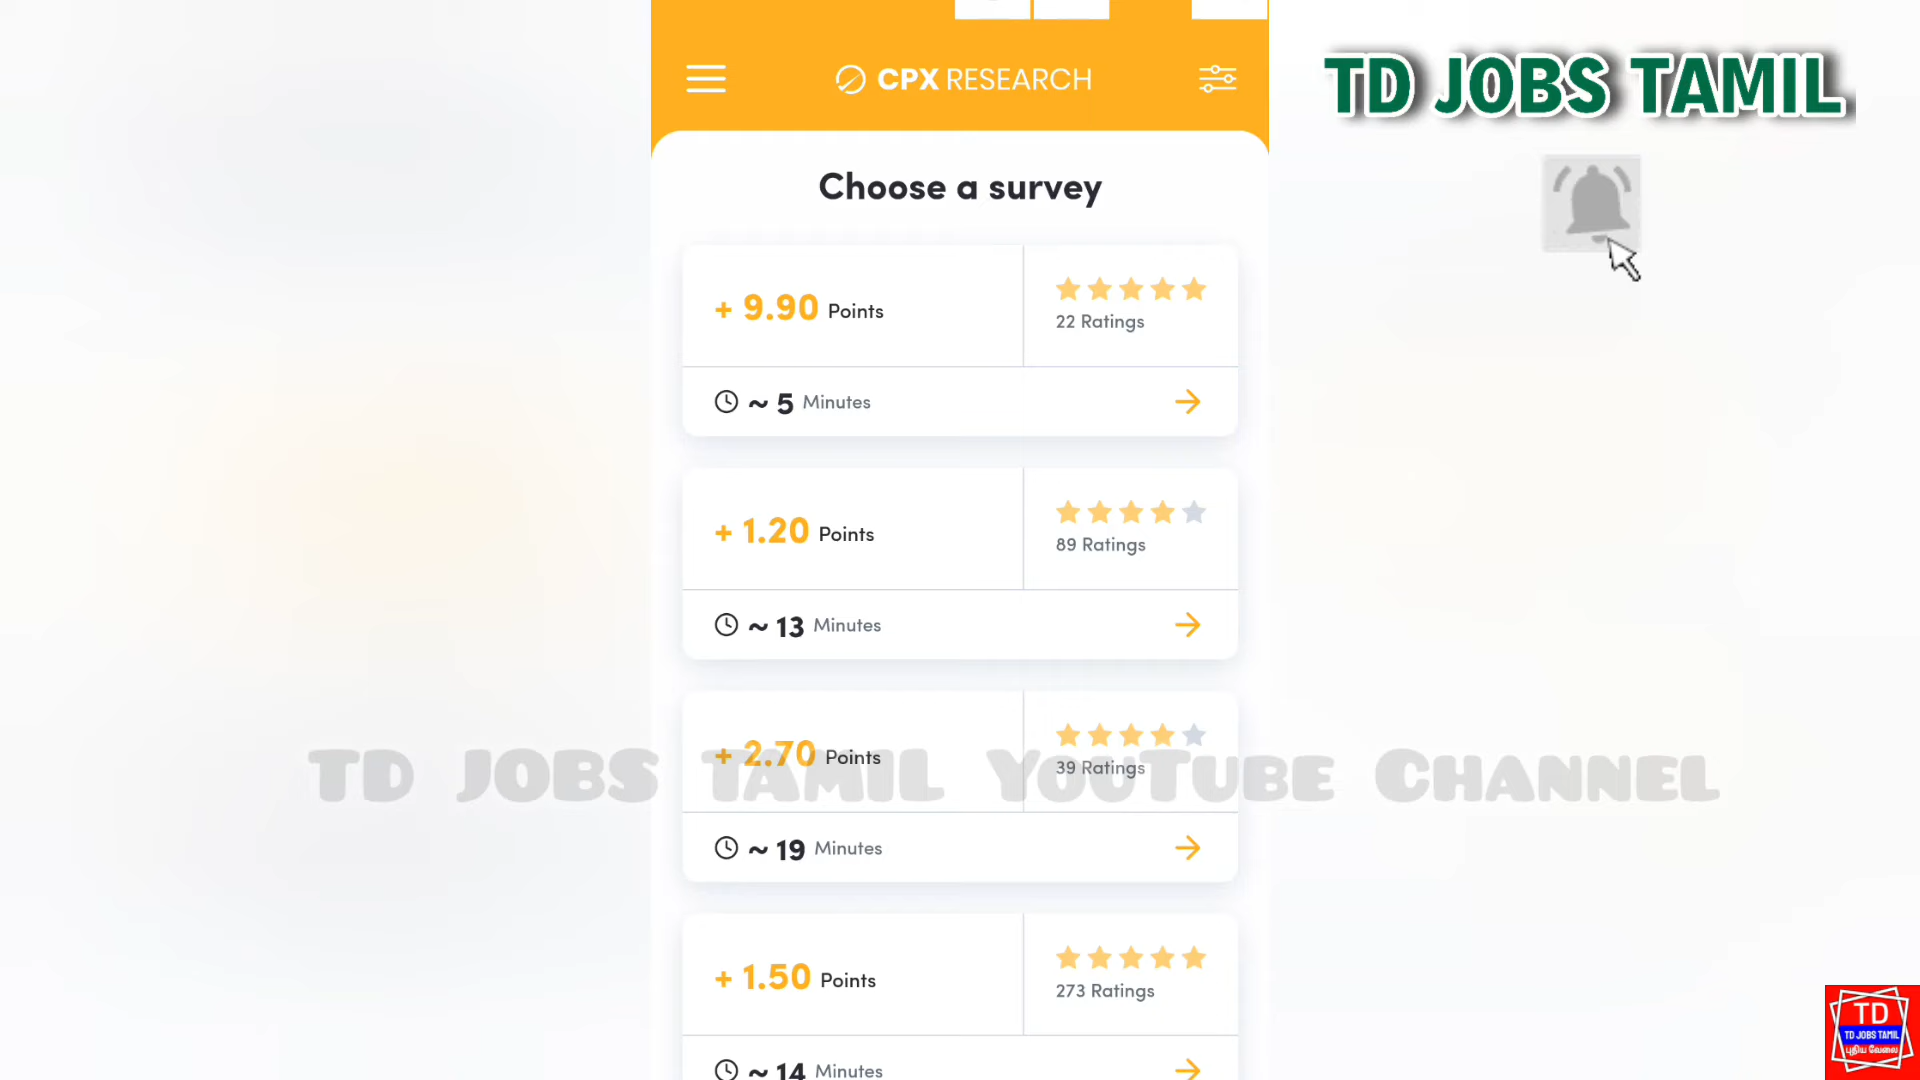 CPX RESEARCH
TD JOBS TAMIL
Choose a survey
+ 9.90 Points
22 Ratings
~ 5 Minutes
+ 1.20 Points
89 Ratings
~ 13 Minutes
+ 2.70 Points
39 Ratings
TD JOBS TAMIL YOUTUBE CHANNEL
~ 19 Minutes
+ 1.50 Points
273 Ratings
~ 14 Minutes
TD
TD JOBS TAMIL
புதிய வேலை